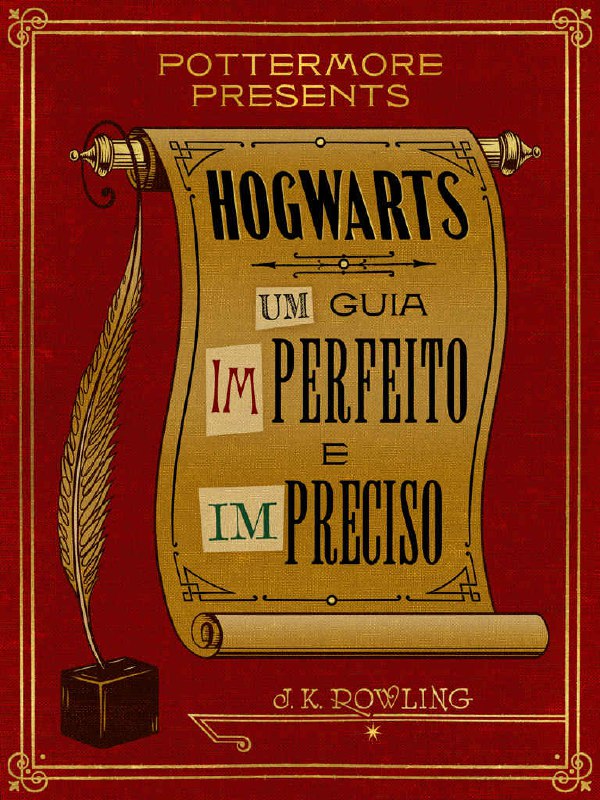 POTTERMORE
PRESENTS
HOGWARTS
UM GUIA
IMPERFEITO
E
IMPRECISO
J.K. ROWLING